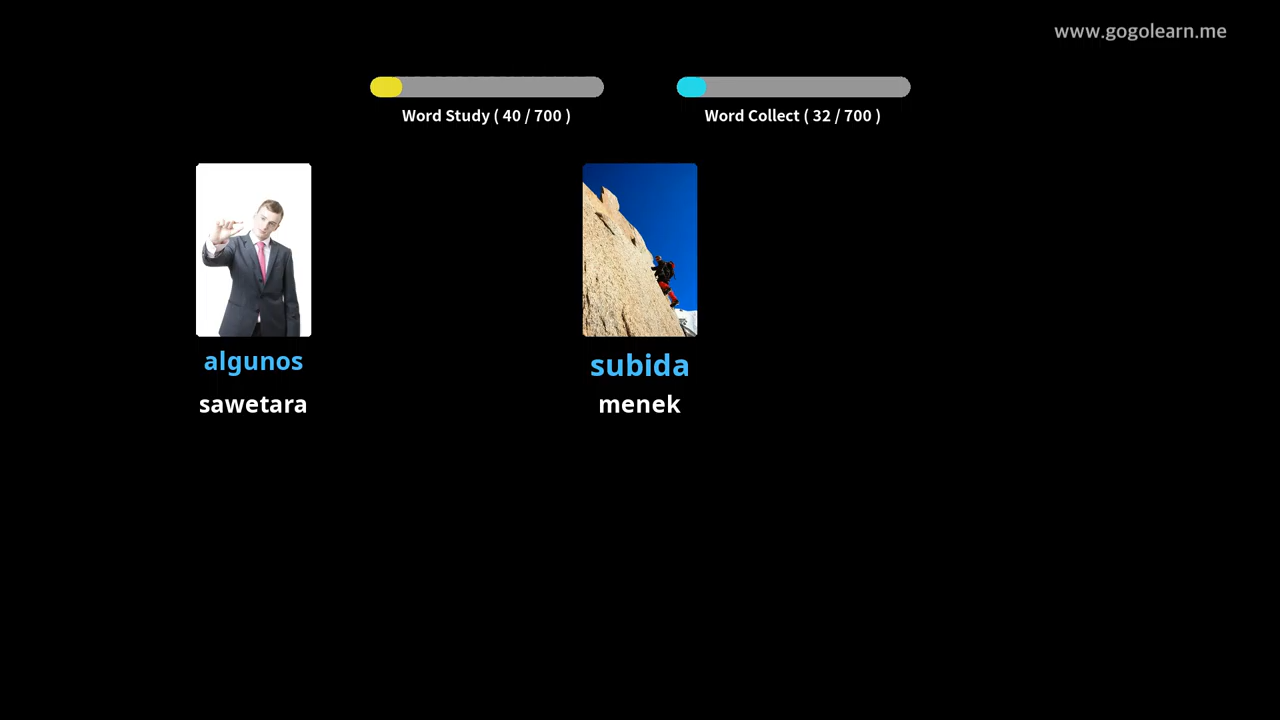 www.gogolearn.me
Word Study ( 40 / 700 )
Word Collect ( 32 / 700 )
algunos
subida
sawetara
menek